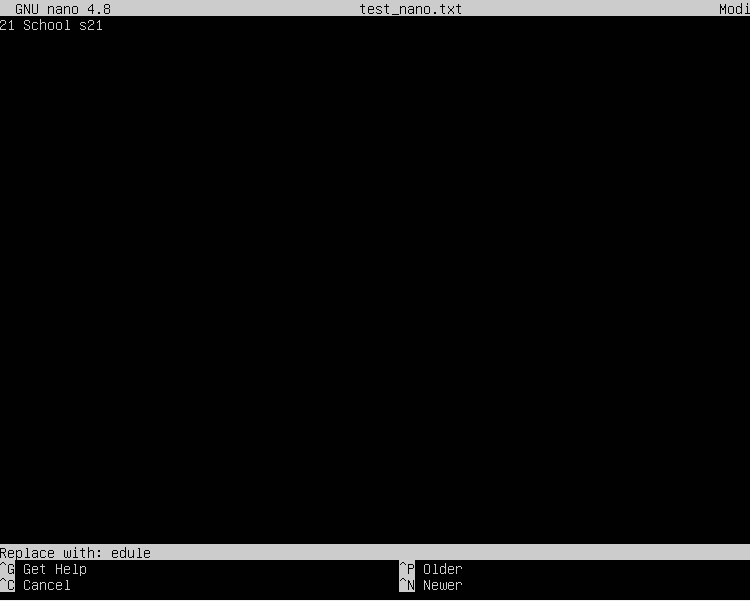 GNU nano 4.8 test_nano.txt Modi
21 School s21
Replace with: edule
^G Get Help ^P Older
^C Cancel ^N Newer